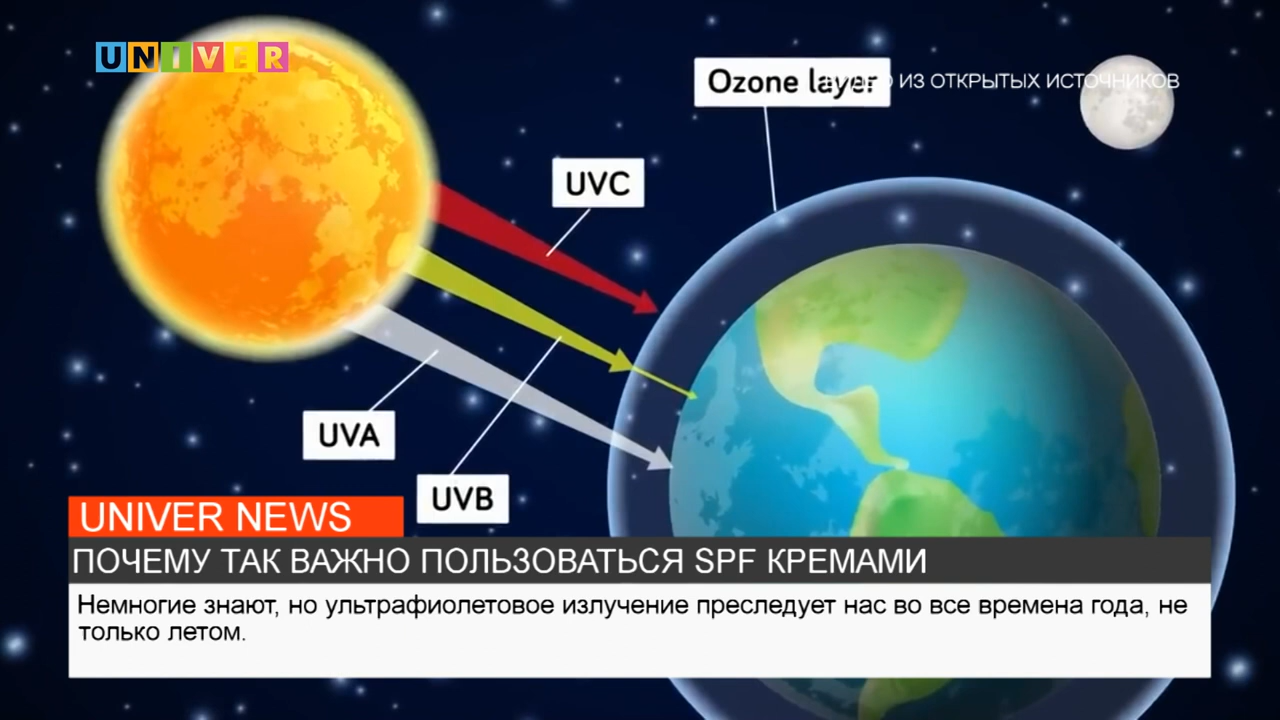 UNIVER
Ozone layer
ИЗ ОТКРЫТЫХ ИСТОЧНИКОВ
UVC
UVA
UVB
UNIVER NEWS
ПОЧЕМУ ТАК ВАЖНО ПОЛЬЗОВАТЬСЯ SPF КРЕМАМИ
Немногие знают, но ультрафиолетовое излучение преследует нас во все времена года, не
только летом.